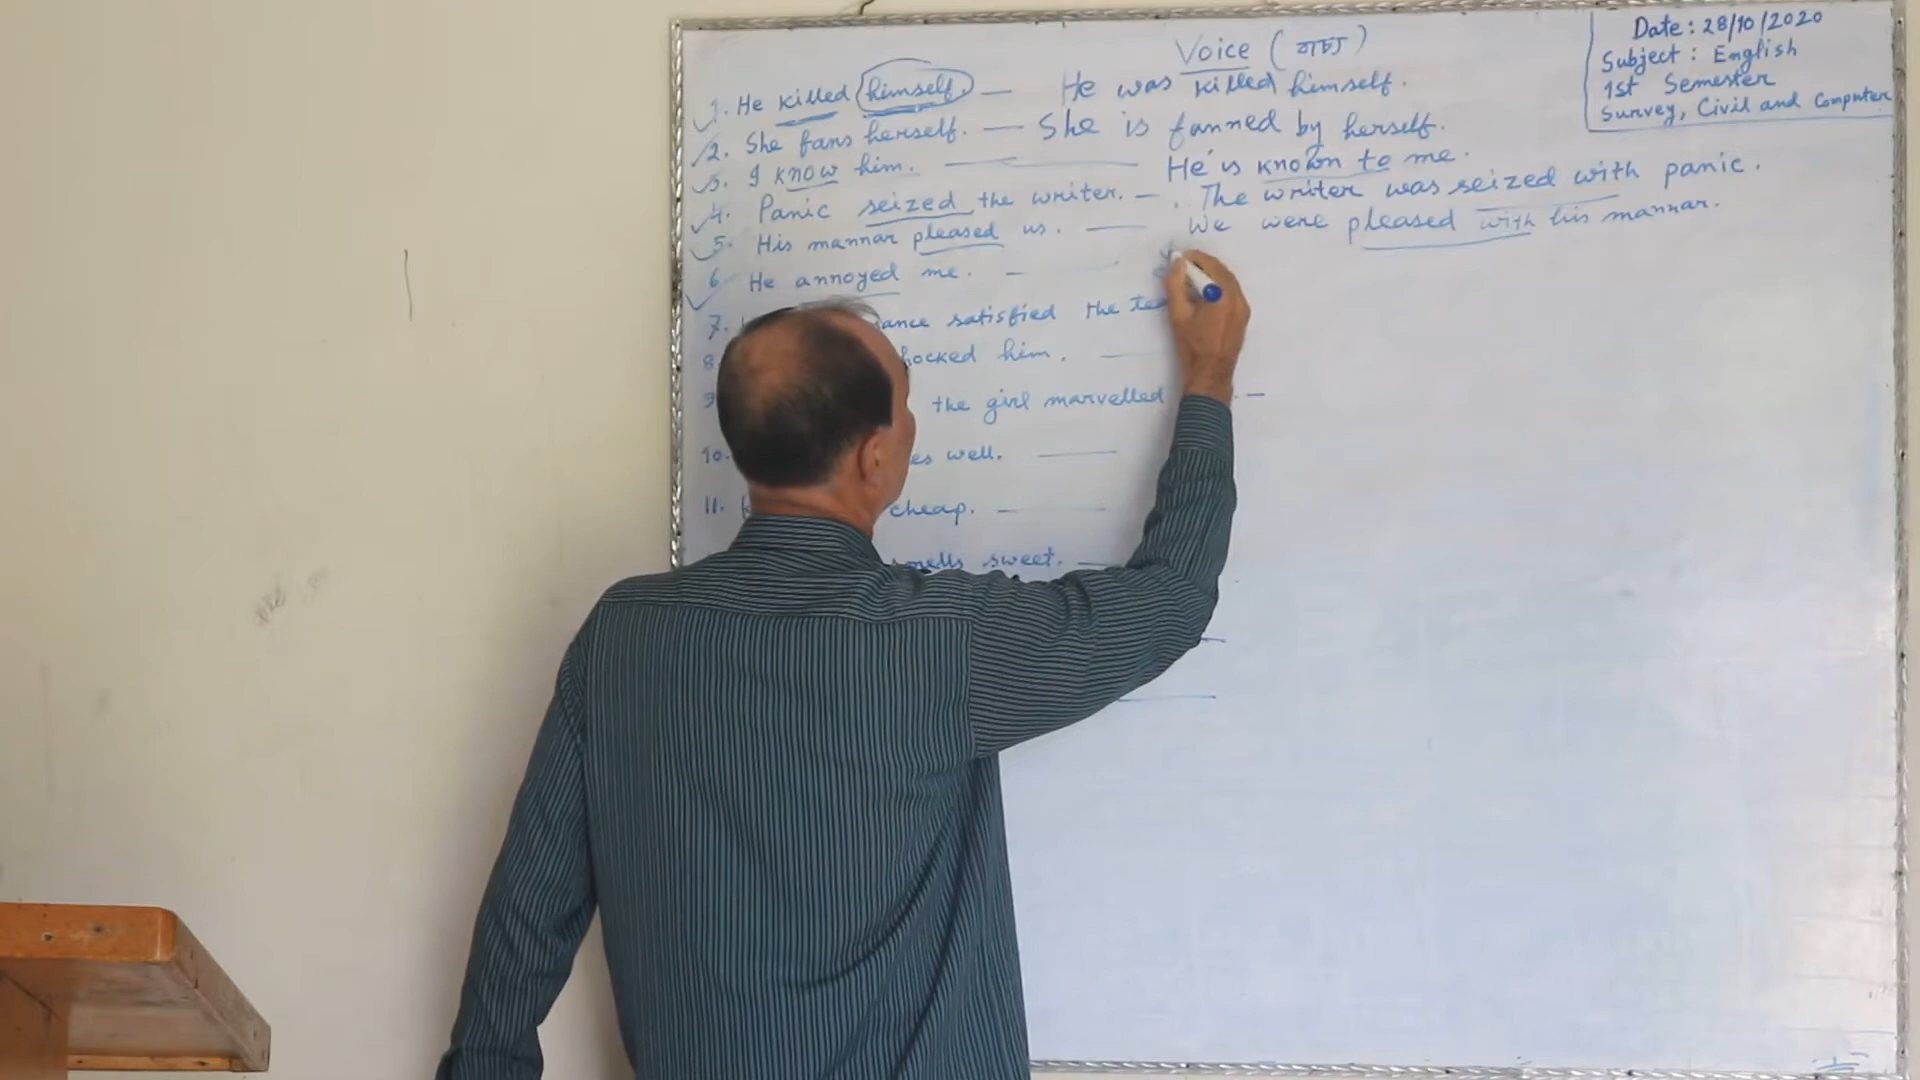 Voice (বাচ্য)
Date: 28/10/2020
Subject: English
1st Semester
Survey, Civil and Computer
1. He killed himself. — He was killed himself.
2. She fans herself. — She is fanned by herself.
3. I know him. — He is known to me.
4. Panic seized the writer. — The writer was seized with panic.
5. His mannar pleased us. — We were pleased with his mannar.
6 He annoyed me. —
7. satisfied the
8. him. —
9 the girl marvelled —
10. well. —
11. cheap. —
smells sweet. —